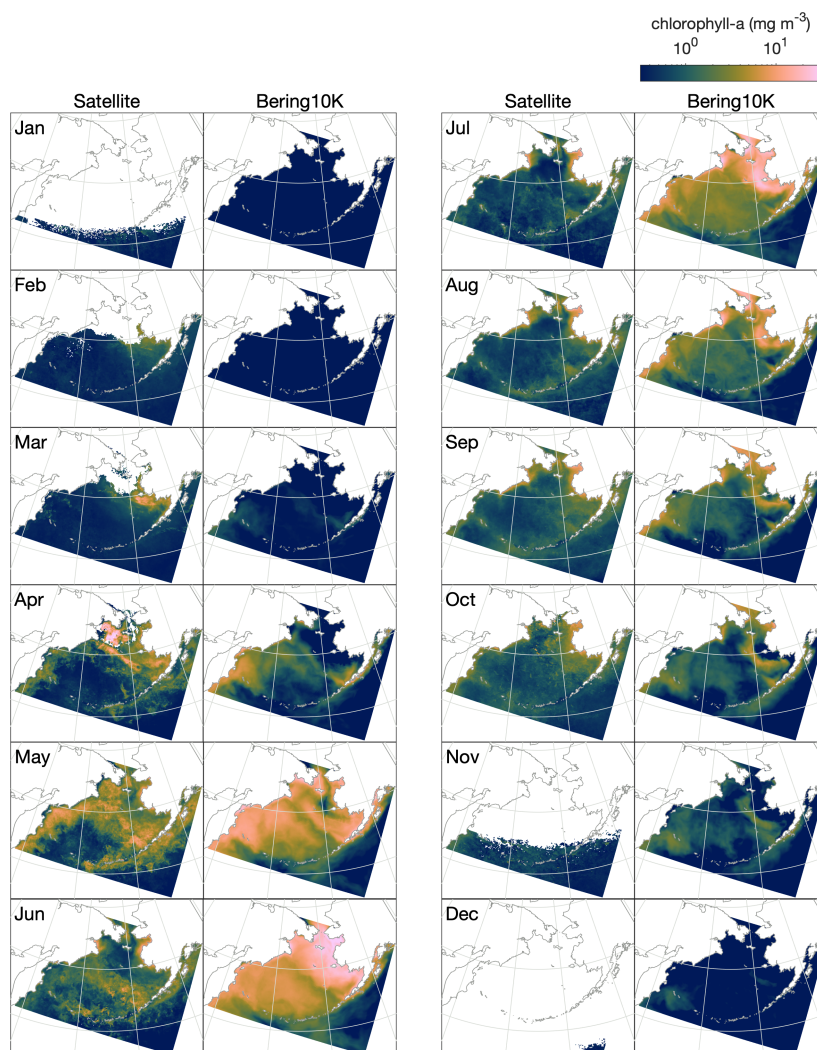 chlorophyll-a (mg m⁻³)
10⁰ 10¹
Satellite Bering10K Satellite Bering10K
Jan Jul
Feb Aug
Mar Sep
Apr Oct
May Nov
Jun Dec